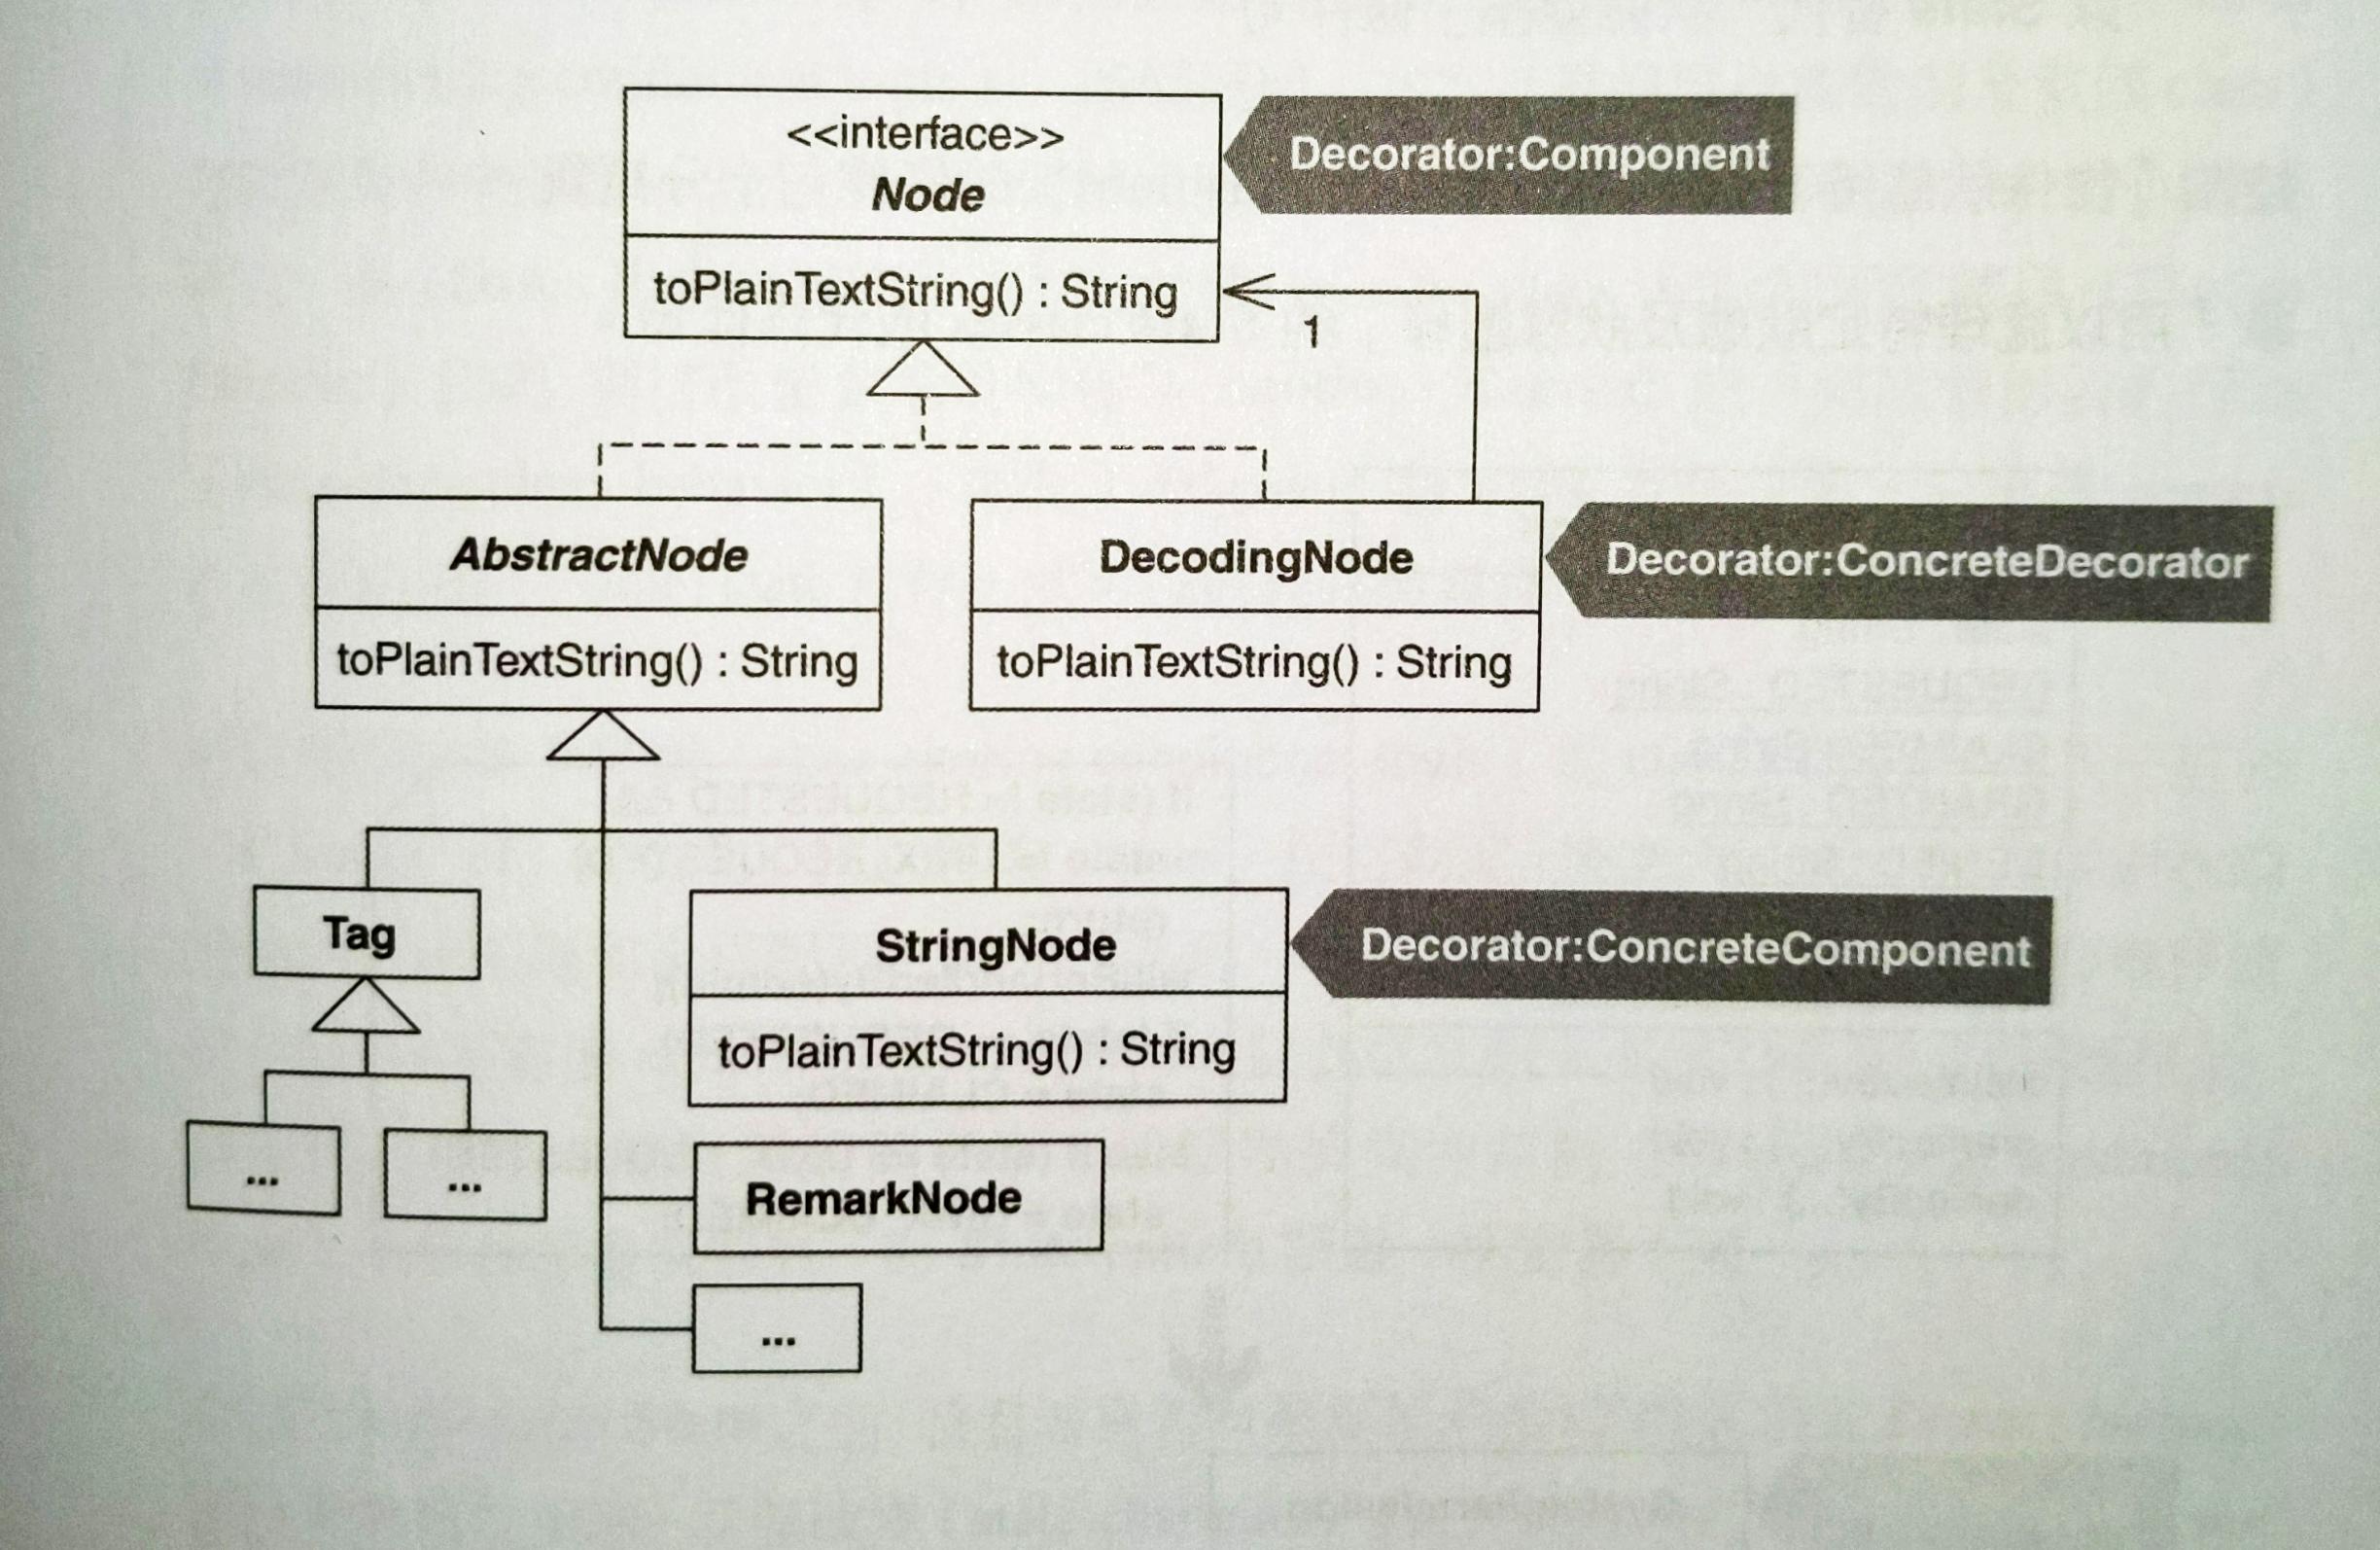 <<interface>>
Node
Decorator:Component
toPlainTextString() : String
1
AbstractNode
DecodingNode
Decorator:ConcreteDecorator
toPlainTextString() : String
toPlainTextString() : String
Tag
StringNode
Decorator:ConcreteComponent
toPlainTextString() : String
...
...
RemarkNode
...